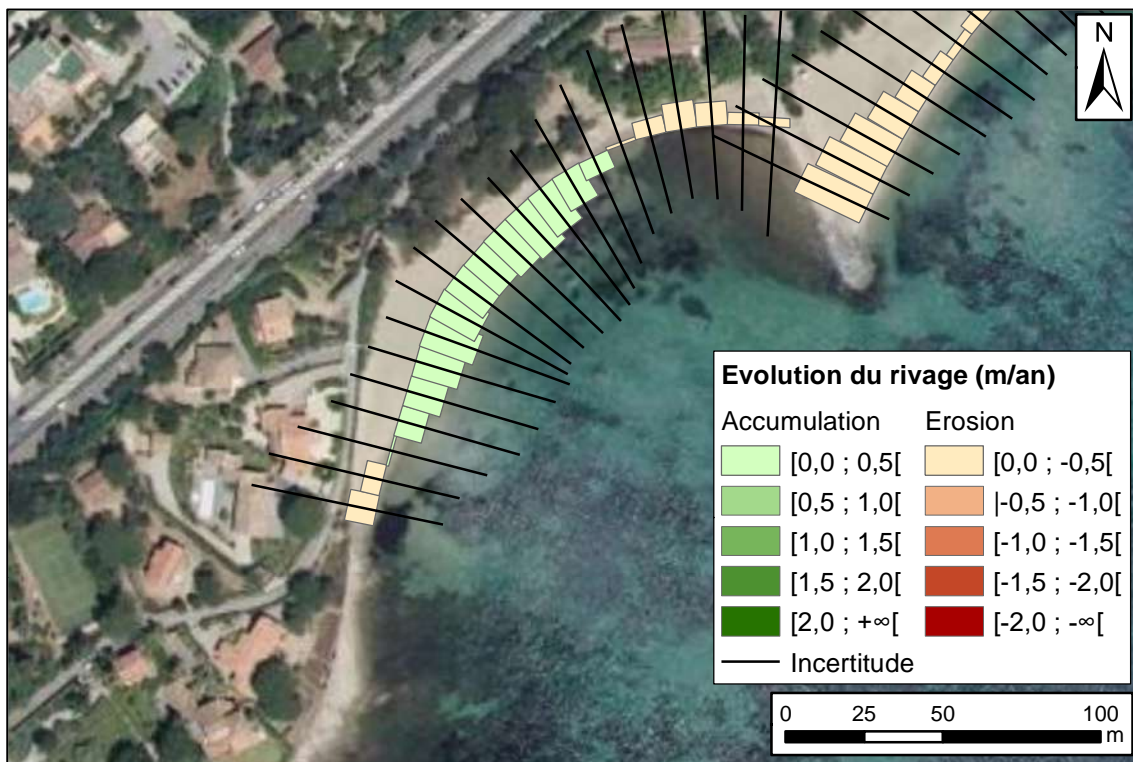 N
Evolution du rivage (m/an)
Accumulation Erosion
[0,0 ; 0,5[ [0,0 ; -0,5[
[0,5 ; 1,0[ |-0,5 ; -1,0[
[1,0 ; 1,5[ [-1,0 ; -1,5[
[1,5 ; 2,0[ [-1,5 ; -2,0[
[2,0 ; +∞[ [-2,0 ; -∞[
Incertitude
0 25 50 100
m